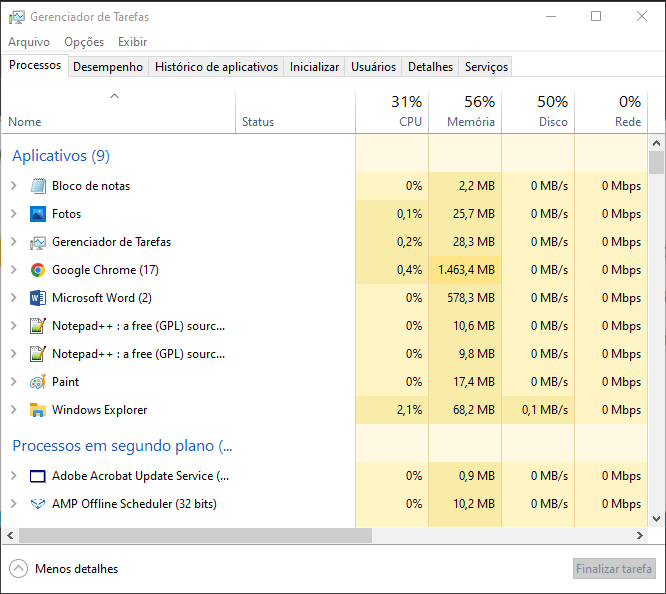 Gerenciador de Tarefas
Arquivo Opções Exibir
Processos Desempenho Histórico de aplicativos Inicializar Usuários Detalhes Serviços
31% 56% 50% 0%
Nome Status CPU Memória Disco Rede
Aplicativos (9)
Bloco de notas 0% 2,2 MB 0 MB/s 0 Mbps
Fotos 0,1% 25,7 MB 0 MB/s 0 Mbps
Gerenciador de Tarefas 0,2% 28,3 MB 0 MB/s 0 Mbps
Google Chrome (17) 0,4% 1.463,4 MB 0 MB/s 0 Mbps
Microsoft Word (2) 0% 578,3 MB 0 MB/s 0 Mbps
Notepad++ : a free (GPL) sourc... 0% 10,6 MB 0 MB/s 0 Mbps
Notepad++ : a free (GPL) sourc... 0% 9,8 MB 0 MB/s 0 Mbps
Paint 0% 17,4 MB 0 MB/s 0 Mbps
Windows Explorer 2,1% 68,2 MB 0,1 MB/s 0 Mbps
Processos em segundo plano (...
Adobe Acrobat Update Service (... 0% 0,9 MB 0 MB/s 0 Mbps
AMP Offline Scheduler (32 bits) 0% 10,2 MB 0 MB/s 0 Mbps
Menos detalhes Finalizar tarefa